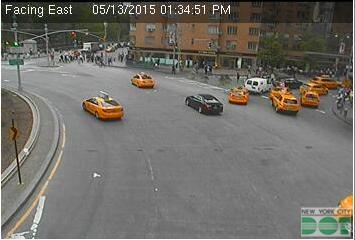 Facing East 05/13/2015 01:34:51 PM
NEW YORK CITY
DOT